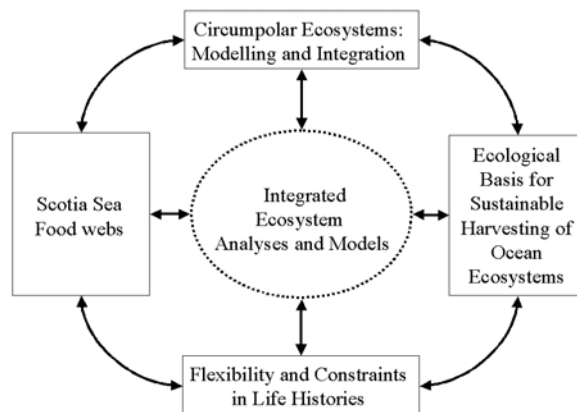 Circumpolar Ecosystems:
Modelling and Integration
Scotia Sea
Food webs
Integrated
Ecosystem
Analyses and Models
Ecological
Basis for
Sustainable
Harvesting of
Ocean
Ecosystems
Flexibility and Constraints
in Life Histories